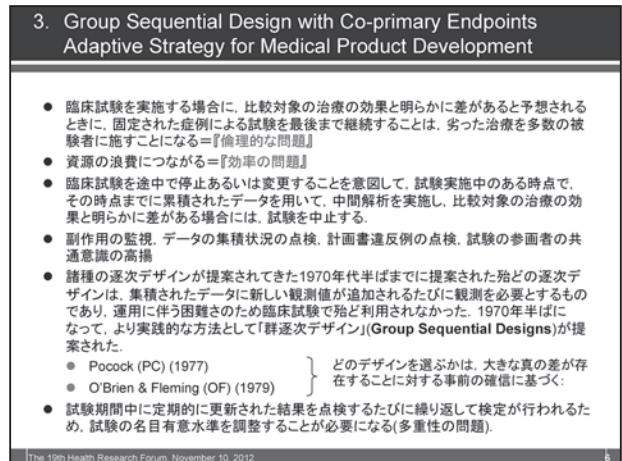 3. Group Sequential Design with Co-primary Endpoints
Adaptive Strategy for Medical Product Development
● 臨床試験を実施する場合に, 比較対象の治療の効果と明らかに差があると予想される
ときに, 固定された症例による試験を最後まで継続することは, 劣った治療を多数の被
験者に施すことになる=『倫理的な問題』
● 資源の浪費につながる=『効率の問題』
● 臨床試験を途中で停止あるいは変更することを意図して, 試験実施中のある時点で,
その時点までに累積されたデータを用いて, 中間解析を実施し, 比較対象の治療の効
果と明らかに差がある場合には, 試験を中止する.
● 副作用の監視, データの集積状況の点検, 計画書違反例の点検, 試験の参画者の共
通意識の高揚
● 諸種の逐次デザインが提案されてきた1970年代半ばまでに提案された殆どの逐次デ
ザインは, 集積されたデータに新しい観測値が追加されるたびに観測を必要とするもの
であり, 運用に伴う困難さのため臨床試験で殆ど利用されなかった. 1970年半ばに
なって, より実践的な方法として「群逐次デザイン」(Group Sequential Designs)が提
案された.
● Pocock (PC) (1977)
● O'Brien & Fleming (OF) (1979)
どのデザインを選ぶかは, 大きな真の差が存
在することに対する事前の確信に基づく:
● 試験期間中に定期的に更新された結果を点検するたびに繰り返して検定が行われるた
め, 試験の名目有意水準を調整することが必要になる(多重性の問題).
The 19th Health Research Forum, November 10, 2012
6